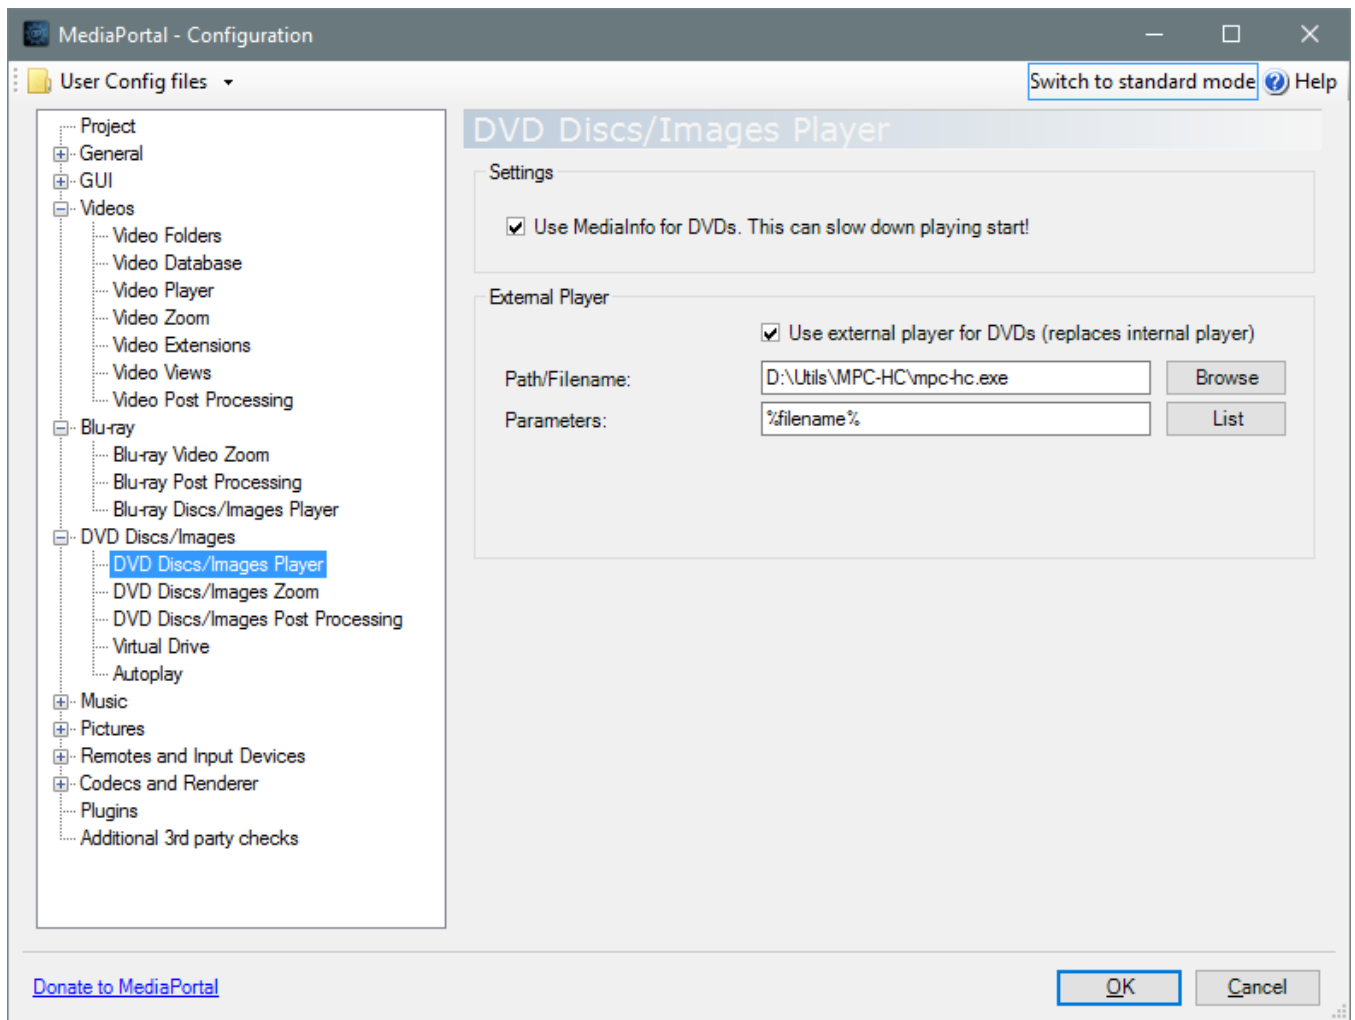 MediaPortal - Configuration
User Config files
Switch to standard mode
Help
Project
General
GUI
Videos
Video Folders
Video Database
Video Player
Video Zoom
Video Extensions
Video Views
Video Post Processing
Blu-ray
Blu-ray Video Zoom
Blu-ray Post Processing
Blu-ray Discs/Images Player
DVD Discs/Images
DVD Discs/Images Player
DVD Discs/Images Zoom
DVD Discs/Images Post Processing
Virtual Drive
Autoplay
Music
Pictures
Remotes and Input Devices
Codecs and Renderer
Plugins
Additional 3rd party checks
DVD Discs/Images Player
Settings
Use MediaInfo for DVDs. This can slow down playing start!
External Player
Use external player for DVDs (replaces internal player)
Path/Filename:
D:\Utils\MPC-HC\mpc-hc.exe
Browse
Parameters:
%filename%
List
Donate to MediaPortal
OK
Cancel